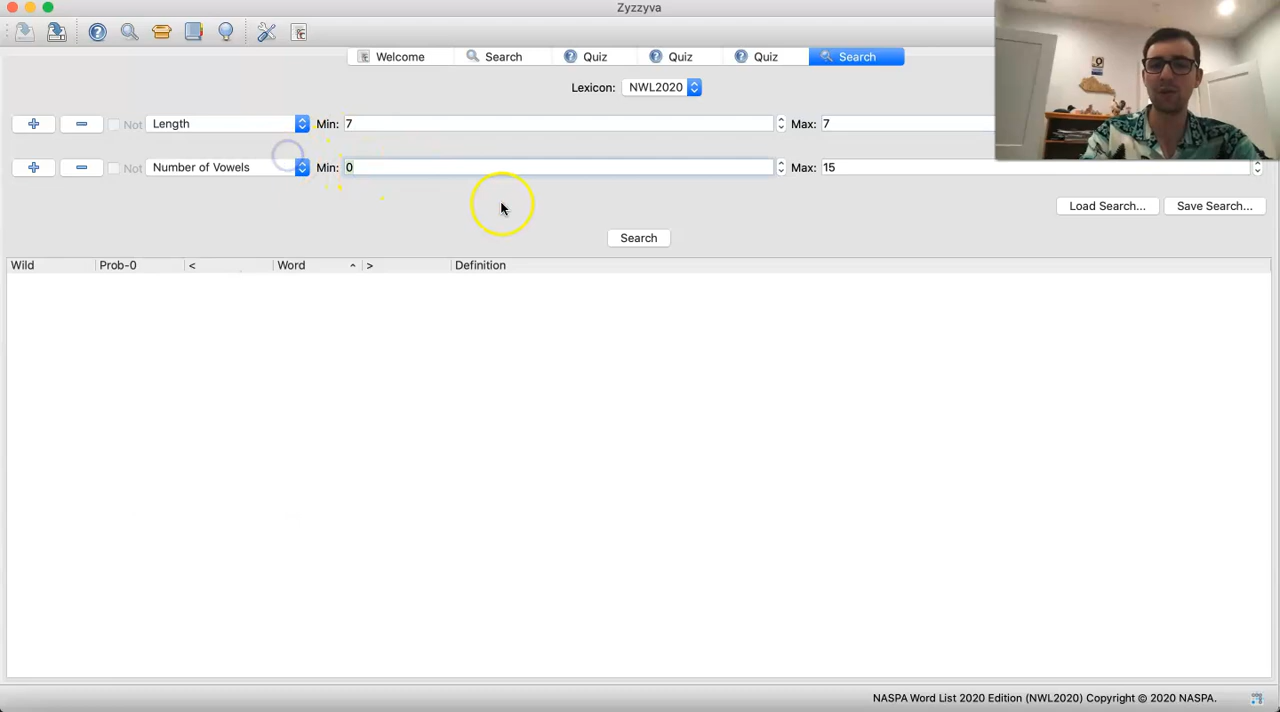 Zyzzyva
Welcome Search Quiz Quiz Quiz Search
Lexicon: NWL2020
Not Length Min: 7 Max: 7
Not Number of Vowels Min: 0 Max: 15
Load Search... Save Search...
Search
Wild Prob-0 < Word > Definition
NASPA Word List 2020 Edition (NWL2020) Copyright © 2020 NASPA.